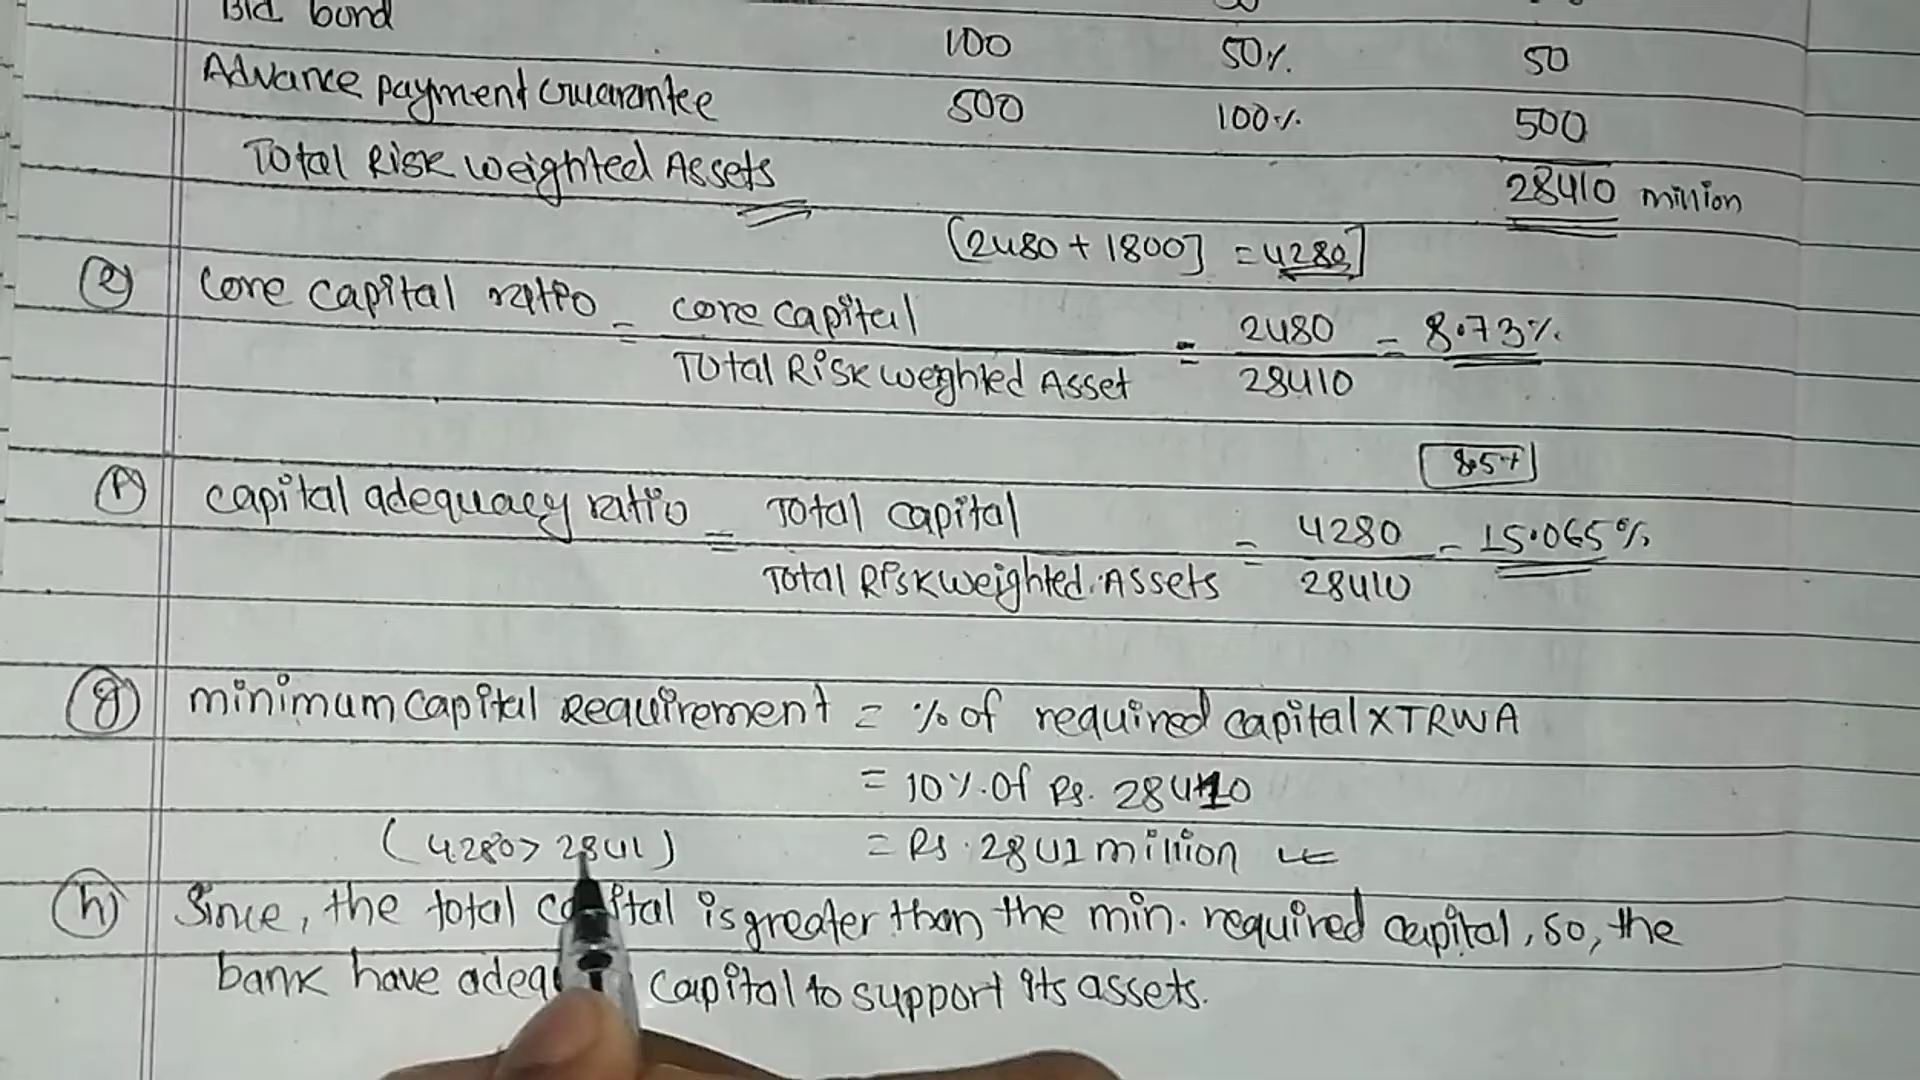 Bid bond 100 50% 50
Advance payment Guarantee 500 100% 500
Total Risk weighted Assets 28410 million
[2480 + 1800] = 4280]
e) core capital ratio = core capital / Total Risk weighted Asset = 2480 / 28410 = 8.73%
8.5+
f) capital adequacy ratio = Total capital / Total Risk weighted Assets = 4280 / 28410 = 15.065%
g) minimum capital Requirement = % of required capital X TRWA
= 10% of Rs. 28410
(4280 > 2841) = Rs. 2841 million
h) Since, the total capital is greater than the min. required capital, so, the
bank have capital to support its assets.